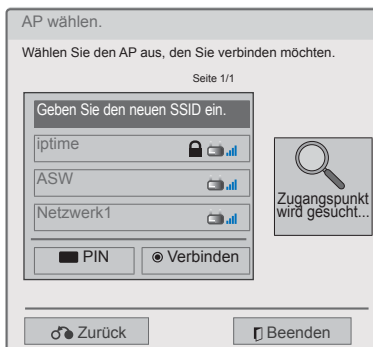 AP wählen.
Wählen Sie den AP aus, den Sie verbinden möchten.
Seite 1/1
Geben Sie den neuen SSID ein.
iptime
ASW
Netzwerk1
Zugangspunkt
wird gesucht...
PIN
Verbinden
Zurück
Beenden